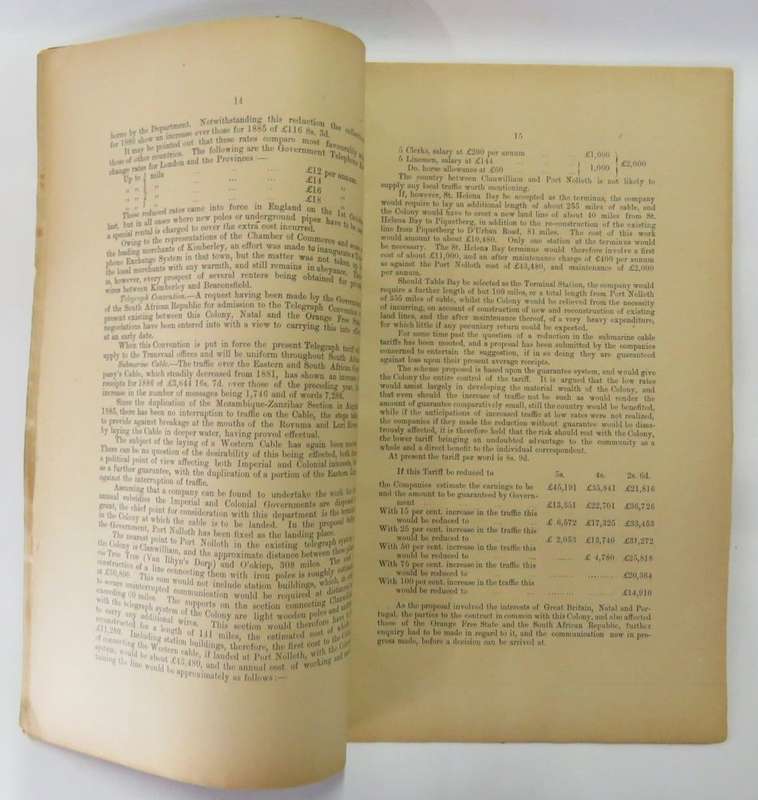 14
borne by the Department. Notwithstanding this reduction the
for 1886 show an increase over those for 1885 of £116 8s. 3d.
It may be pointed out that these rates compare most favourably
those of other countries. The following are the Government Telephone
change rates for London and the Provinces —
Up to ½ mile ... ... ... £12 per annum
" " ... ... ... £14 "
" " ... ... ... £16 "
" " ... ... ... £18 "
These reduced rates came into force in England on the 1st
last, but in all cases where new poles or underground pipes have to be
a special rental is charged to cover the extra cost incurred.
Owing to the representations of the Chamber of Commerce and
the leading merchants of Kimberley, an effort was made to inaugurate a
phone Exchange System in that town, but the matter was not
the local merchants with any warmth, and still remains in abeyance.
is, however, every prospect of several renters being obtained for
wires between Kimberley and Beaconsfield.
Telegraph Convention.—A request having been made by the Government
of the South African Republic for admission to the Telegraph Convention
present existing between this Colony, Natal and the Orange Free
negotiations have been entered into with a view to carrying this into
at an early date.
When this Convention is put in force the present Telegraph tariff
apply to the Transvaal offices and will be uniform throughout South
Submarine Cable.—The traffic over the Eastern and South African
pany's Cable, which steadily decreased from 1881, has shown an
receipts for 1886 of £3,644 16s. 7d. over those of the preceding
increase in the number of messages being 1,740 and of words 7,286.
Since the duplication of the Mozambique-Zanzibar Section in
1885, there has been no interruption to traffic on the Cable, the steps
to provide against breakage at the mouths of the Rovuma and
by laying the Cable in deeper water, having proved effectual.
The subject of the laying of a Western Cable has again been
There can be no question of the desirability of this being effected, both
a political point of view affecting both Imperial and Colonial interests,
as a further guarantee, with the duplication of a portion of the Eastern
against the interruption of traffic.
Assuming that a company can be found to undertake the work for
annual subsidies the Imperial and Colonial Governments are
grant, the chief point for consideration with this department is the
in the Colony at which the cable is to be landed. In the proposal
the Government, Port Nolloth has been fixed as the landing place.
The nearest point to Port Nolloth in the existing telegraph
the Colony is Clanwilliam, and the approximate distance between these
via Troe Troe (Van Rhyn's Dorp) and O'okiep, 308 miles. The
construction of a line connecting them with iron poles is roughly
at £30,800. This sum would not include station buildings, which,
to secure uninterrupted communication would be required at distances
exceeding 60 miles. The supports on the section connecting
with the telegraph system of the Colony are light wooden poles and
to carry any additional wires. This section would therefore have
reconstructed for a length of 141 miles, the estimated cost of which
£11,280. Including station buildings, therefore, the first cost to the
of connecting the Western cable, if landed at Port Nolloth, with the
system, would be about £43,480, and the annual cost of working and
taining the line would be approximately as follows:—
15
5 Clerks, salary at £200 per annum ... ... £1,000
5 Linemen, salary at £144 ... ... £2,000
Do. horse allowance at £60 ... ... 1,000
The country between Clanwilliam and Port Nolloth is not likely to
supply any local traffic worth mentioning.
If, however, St. Helena Bay be accepted as the terminus, the company
would require to lay an additional length of about 255 miles of cable, and
the Colony would have to erect a new land line of about 40 miles from St.
Helena Bay to Piquetberg, in addition to the re-construction of the existing
line from Piquetberg to D'Urban Road, 81 miles. The cost of this work
would amount to about £10,480. Only one station at the terminus would
be necessary. The St. Helena Bay terminus would therefore involve a first
cost of about £11,000, and an after maintenance charge of £400 per annum
as against the Port Nolloth cost of £43,480, and maintenance of £2,000
per annum.
Should Table Bay be selected as the Terminal Station, the company would
require a further length of but 100 miles, or a total length from Port Nolloth
of 355 miles of cable, whilst the Colony would be relieved from the necessity
of incurring, on account of construction of new and reconstruction of existing
land lines, and the after maintenance thereof, of a very heavy expenditure,
for which little if any pecuniary return could be expected.
For some time past the question of a reduction in the submarine cable
tariffs has been mooted, and a proposal has been submitted by the companies
concerned to entertain the suggestion, if in so doing they are guaranteed
against loss upon their present average receipts.
The scheme proposed is based upon the guarantee system, and would give
the Colony the entire control of the tariff. It is argued that the low rates
would assist largely in developing the material wealth of the Colony, and
that even should the increase of traffic not be such as would render the
amount of guarantee comparatively small, still the country would be benefited,
while if the anticipations of increased traffic at low rates were not realized,
the companies if they made the reduction without guarantee would be disas-
trously affected, it is therefore held that the risk should rest with the Colony,
the lower tariff bringing an undoubted advantage to the community as a
whole and a direct benefit to the individual correspondent.
At present the tariff per word is 8s. 9d.
If this Tariff be reduced to 5s. 4s. 2s. 6d.
the Companies estimate the earnings to be £45,191 £35,841 £21,816
and the amount to be guaranteed by Govern-
ment ... £13,351 £22,701 £36,726
With 15 per cent. increase in the traffic this
would be reduced to £ 6,572 £17,325 £33,453
With 25 per cent. increase in the traffic this
would be reduced to £ 2,053 £13,740 £31,272
With 50 per cent. increase in the traffic this
would be reduced to ...... £ 4,780 £25,818
With 75 per cent. increase in the traffic this
would be reduced to ...... ......... £20,364
With 100 per cent. increase in the traffic this
would be reduced to ... ......... ......... £14,910
As the proposal involved the interests of Great Britain, Natal and Por-
tugal, the parties to the contract in common with this Colony, and also affected
those of the Orange Free State and the South African Republic, further
enquiry had to be made in regard to it, and the communication now in pro-
gress made, before a decision can be arrived at.